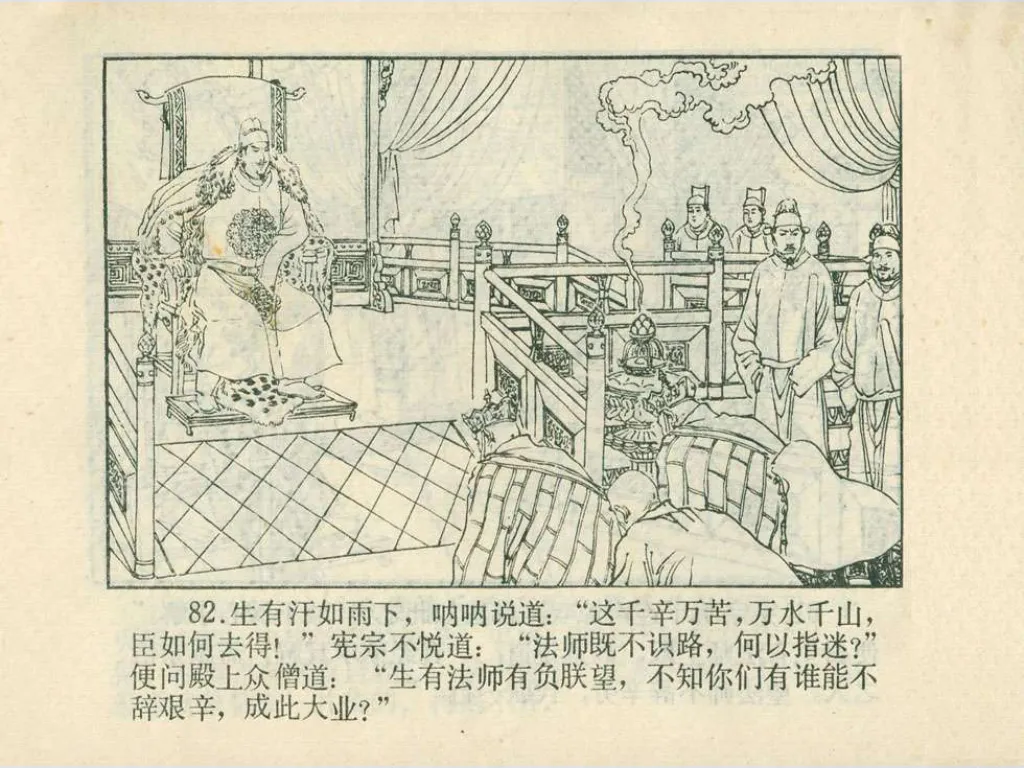 82.生有汗如雨下，呐呐说道：“这千辛万苦，万水千山，
臣如何去得！”宪宗不悦道：“法师既不识路，何以指迷？”
便问殿上众僧道：“生有法师有负朕望，不知你们有谁能不
辞艰辛，成此大业？”